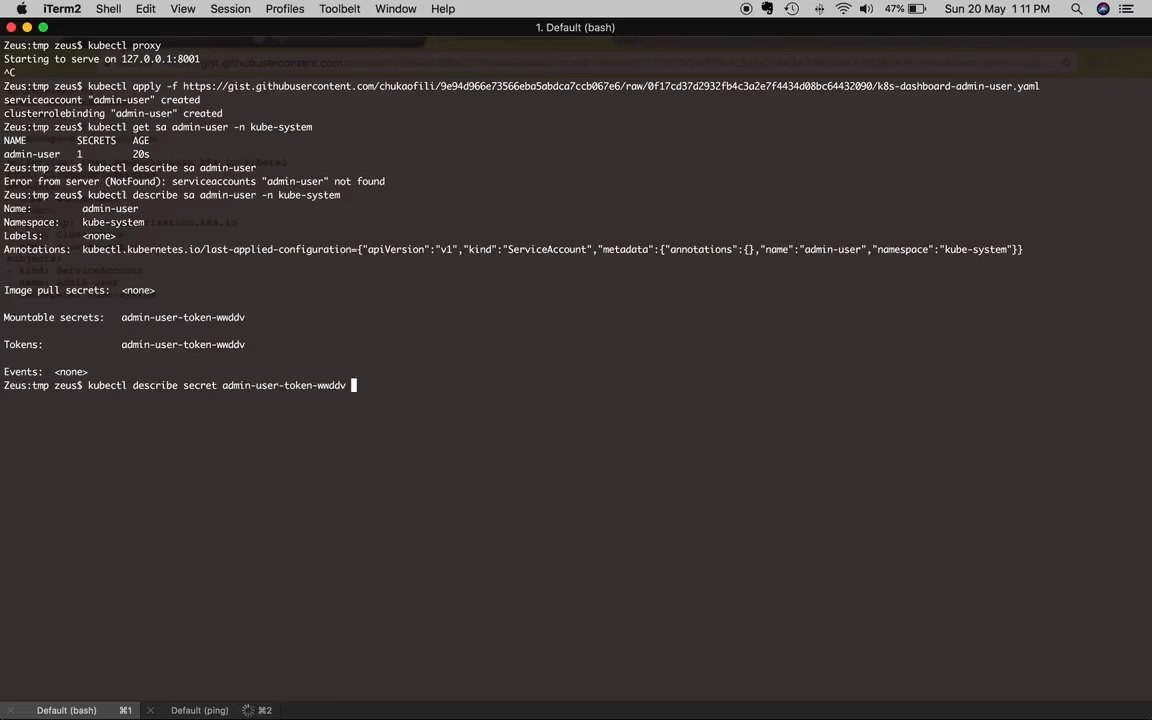 iTerm2 Shell Edit View Session Profiles Toolbelt Window Help 47% Sun 20 May 1:11 PM
1. Default (bash)
Zeus:tmp zeus$ kubectl proxy
Starting to serve on 127.0.0.1:8001
^C
Zeus:tmp zeus$ kubectl apply -f https://gist.githubusercontent.com/chukaofili/9e94d966e73566eba5abdca7ccb067e6/raw/0f17cd37d2932fb4c3a2e7f4434d08bc64432090/k8s-dashboard-admin-user.yaml
serviceaccount "admin-user" created
clusterrolebinding "admin-user" created
Zeus:tmp zeus$ kubectl get sa admin-user -n kube-system
NAME SECRETS AGE
admin-user 1 20s
Zeus:tmp zeus$ kubectl describe sa admin-user
Error from server (NotFound): serviceaccounts "admin-user" not found
Zeus:tmp zeus$ kubectl describe sa admin-user -n kube-system
Name: admin-user
Namespace: kube-system
Labels: <none>
Annotations: kubectl.kubernetes.io/last-applied-configuration={"apiVersion":"v1","kind":"ServiceAccount","metadata":{"annotations":{},"name":"admin-user","namespace":"kube-system"}}
Image pull secrets: <none>
Mountable secrets: admin-user-token-wwddv
Tokens: admin-user-token-wwddv
Events: <none>
Zeus:tmp zeus$ kubectl describe secret admin-user-token-wwddv
Default (bash) ⌘1 Default (ping) ⌘2